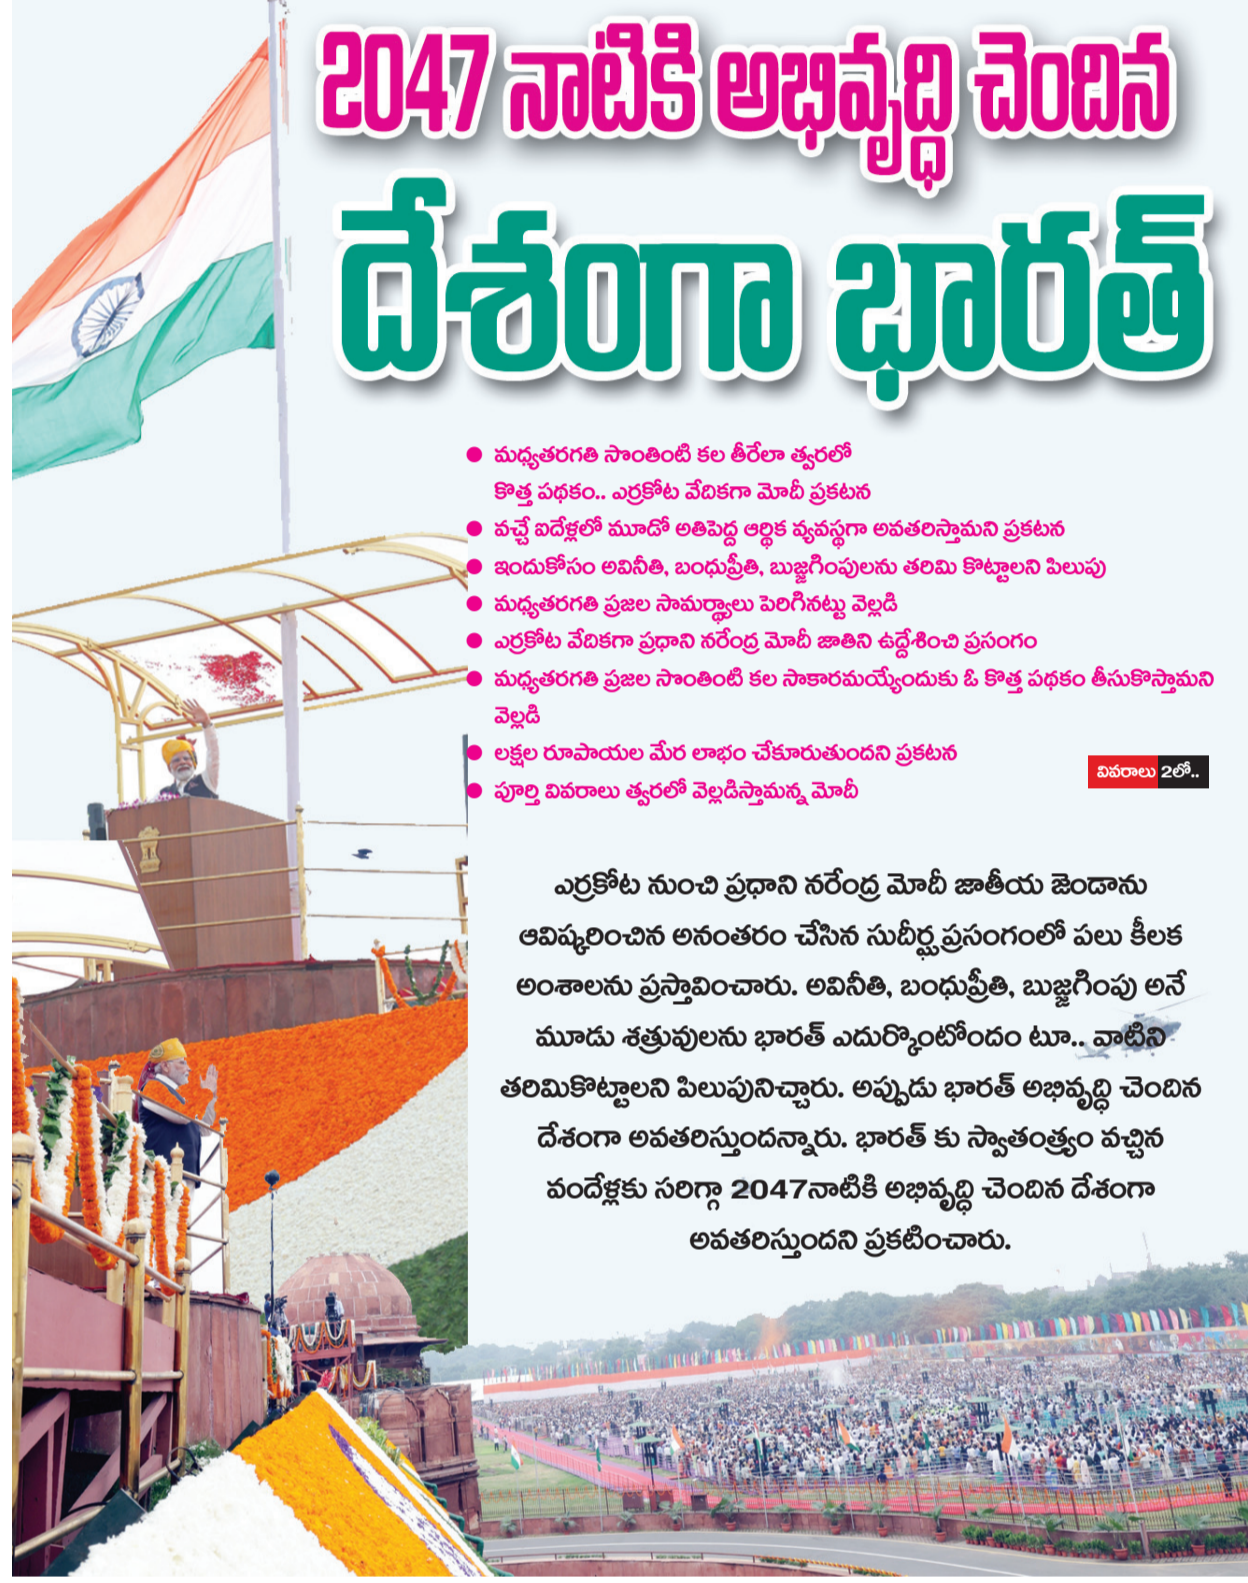 2047 నాటికి అభివృద్ధి చెందిన
దేశంగా భారత్
● మధ్యతరగతి సొంతింటి కల తీరేలా త్వరలో
కొత్త పథకం.. ఎర్రకోట వేదికగా మోదీ ప్రకటన
● వచ్చే ఐదేళ్లలో మూడో అతిపెద్ద ఆర్థిక వ్యవస్థగా అవతరిస్తామని ప్రకటన
● ఇందుకోసం అవినీతి, బంధుప్రీతి, బుజ్జగింపులను తరిమి కొట్టాలని పిలుపు
● మధ్యతరగతి ప్రజల సామర్థ్యాలు పెరిగినట్టు వెల్లడి
● ఎర్రకోట వేదికగా ప్రధాని నరేంద్ర మోదీ జాతిని ఉద్దేశించి ప్రసంగం
● మధ్యతరగతి ప్రజల సొంతింటి కల సాకారమయ్యేందుకు ఓ కొత్త పథకం తీసుకొస్తామని
వెల్లడి
● లక్షల రూపాయల మేర లాభం చేకూరుతుందని ప్రకటన
● పూర్తి వివరాలు త్వరలో వెల్లడిస్తామన్న మోదీ
వివరాలు 2లో..
ఎర్రకోట నుంచి ప్రధాని నరేంద్ర మోదీ జాతీయ జెండాను
ఆవిష్కరించిన అనంతరం చేసిన సుదీర్ఘ ప్రసంగంలో పలు కీలక
అంశాలను ప్రస్తావించారు. అవినీతి, బంధుప్రీతి, బుజ్జగింపు అనే
మూడు శత్రువులను భారత్ ఎదుర్కొంటోందం టూ.. వాటిని
తరిమికొట్టాలని పిలుపునిచ్చారు. అప్పుడు భారత్ అభివృద్ధి చెందిన
దేశంగా అవతరిస్తుందన్నారు. భారత్ కు స్వాతంత్ర్యం వచ్చిన
వందేళ్లకు సరిగ్గా 2047నాటికి అభివృద్ధి చెందిన దేశంగా
అవతరిస్తుందని ప్రకటించారు.